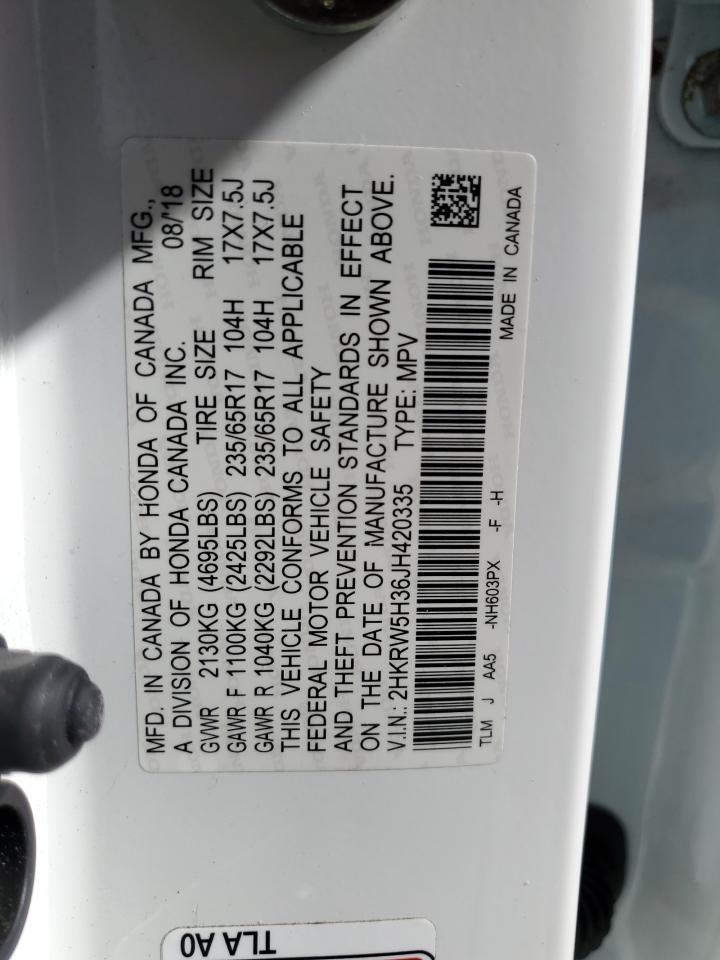 MFD. IN CANADA BY HONDA OF CANADA MFG.,
A DIVISION OF HONDA CANADA INC. 08/'18
GVWR 2130KG (4695LBS) TIRE SIZE RIM SIZE
GAWR F 1100KG (2425LBS) 235/65R17 104H 17X7.5J
GAWR R 1040KG (2292LBS) 235/65R17 104H 17X7.5J
THIS VEHICLE CONFORMS TO ALL APPLICABLE
FEDERAL MOTOR VEHICLE SAFETY
AND THEFT PREVENTION STANDARDS IN EFFECT
ON THE DATE OF MANUFACTURE SHOWN ABOVE.
V.I.N.: 2HKRW5H36JH420335 TYPE: MPV
TLM J AA5 -NH603PX -F -H
MADE IN CANADA
TLA A0